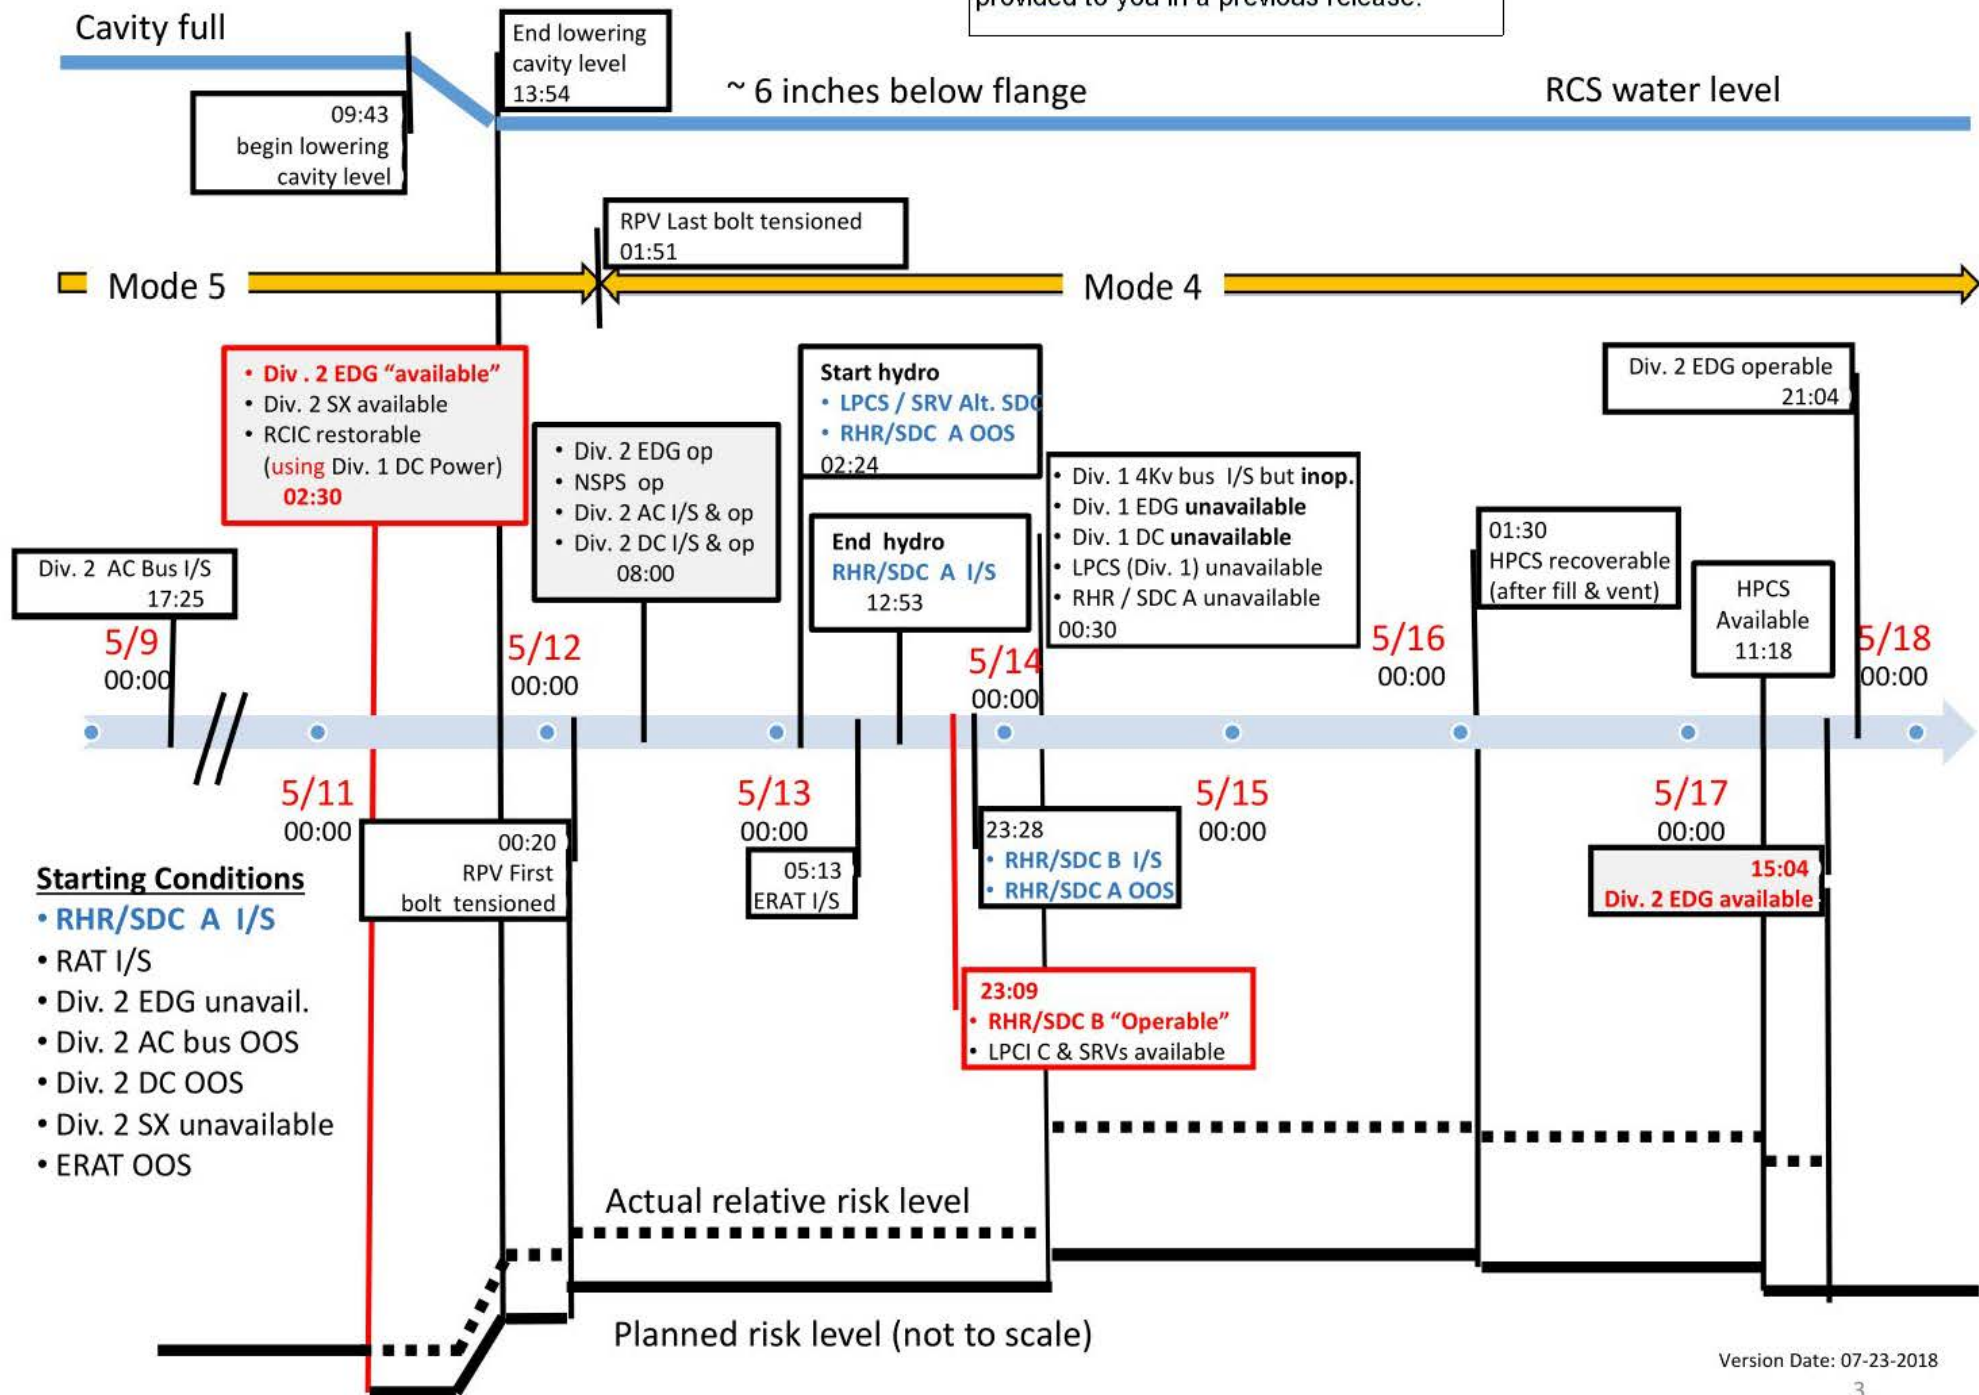 provided to you in a previous release.
Cavity full
End lowering
cavity level
13:54
~ 6 inches below flange
RCS water level
09:43
begin lowering
cavity level
RPV Last bolt tensioned
01:51
Mode 5
Mode 4
• Div . 2 EDG “available”
• Div. 2 SX available
• RCIC restorable
(using Div. 1 DC Power)
02:30
• Div. 2 EDG op
• NSPS op
• Div. 2 AC I/S & op
• Div. 2 DC I/S & op
08:00
Start hydro
• LPCS / SRV Alt. SDC
• RHR/SDC A OOS
02:24
End hydro
RHR/SDC A I/S
12:53
• Div. 1 4Kv bus I/S but inop.
• Div. 1 EDG unavailable
• Div. 1 DC unavailable
• LPCS (Div. 1) unavailable
• RHR / SDC A unavailable
00:30
Div. 2 EDG operable
21:04
01:30
HPCS recoverable
(after fill & vent)
HPCS
Available
11:18
Div. 2 AC Bus I/S
17:25
5/9
00:00
5/12
00:00
5/14
00:00
5/16
00:00
5/18
00:00
5/11
00:00
5/13
00:00
5/15
00:00
5/17
00:00
00:20
RPV First
bolt tensioned
05:13
ERAT I/S
23:28
• RHR/SDC B I/S
• RHR/SDC A OOS
15:04
Div. 2 EDG available
23:09
• RHR/SDC B “Operable”
• LPCI C & SRVs available
Starting Conditions
• RHR/SDC A I/S
• RAT I/S
• Div. 2 EDG unavail.
• Div. 2 AC bus OOS
• Div. 2 DC OOS
• Div. 2 SX unavailable
• ERAT OOS
Actual relative risk level
Planned risk level (not to scale)
Version Date: 07-23-2018
3